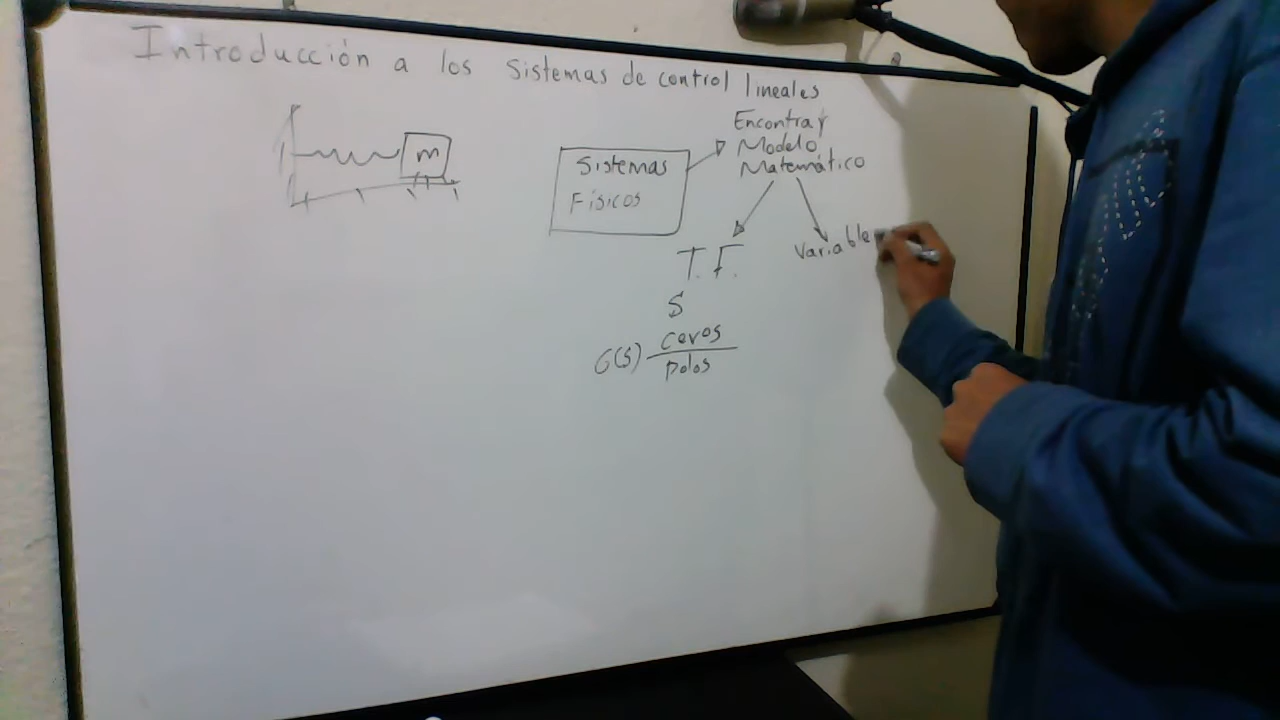 Introducción a los sistemas de control lineales
m
Sistemas
Físicos
Encontrar
Modelo
Matemático
T.F.
S
G(S) ceros
polos
Variable